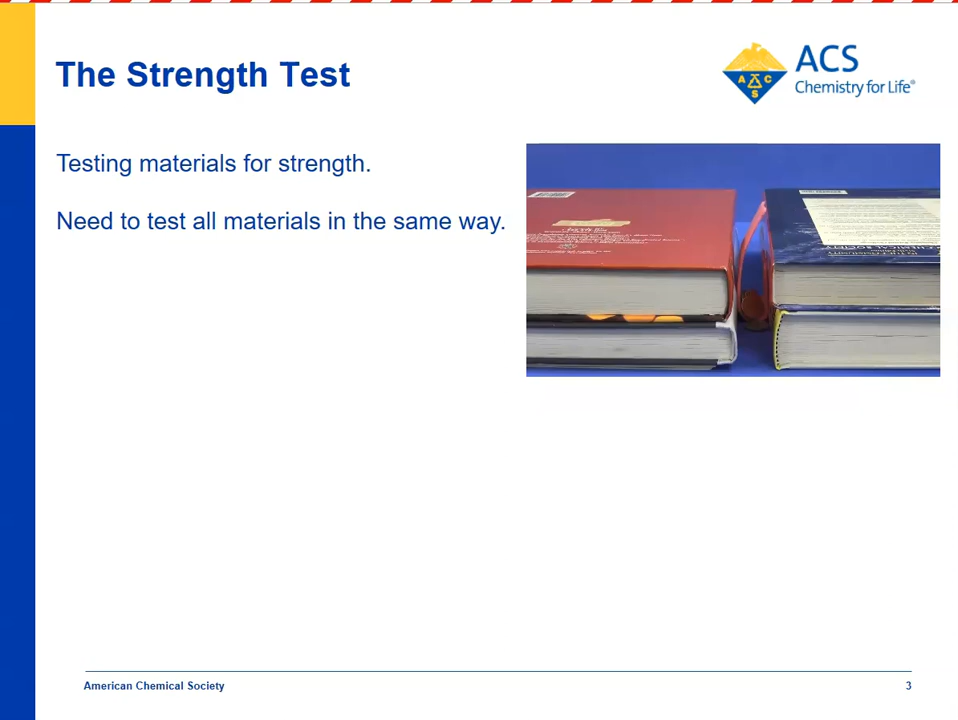 The Strength Test
ACS
Chemistry for Life®
A C S
Testing materials for strength.
Need to test all materials in the same way.
American Chemical Society
3